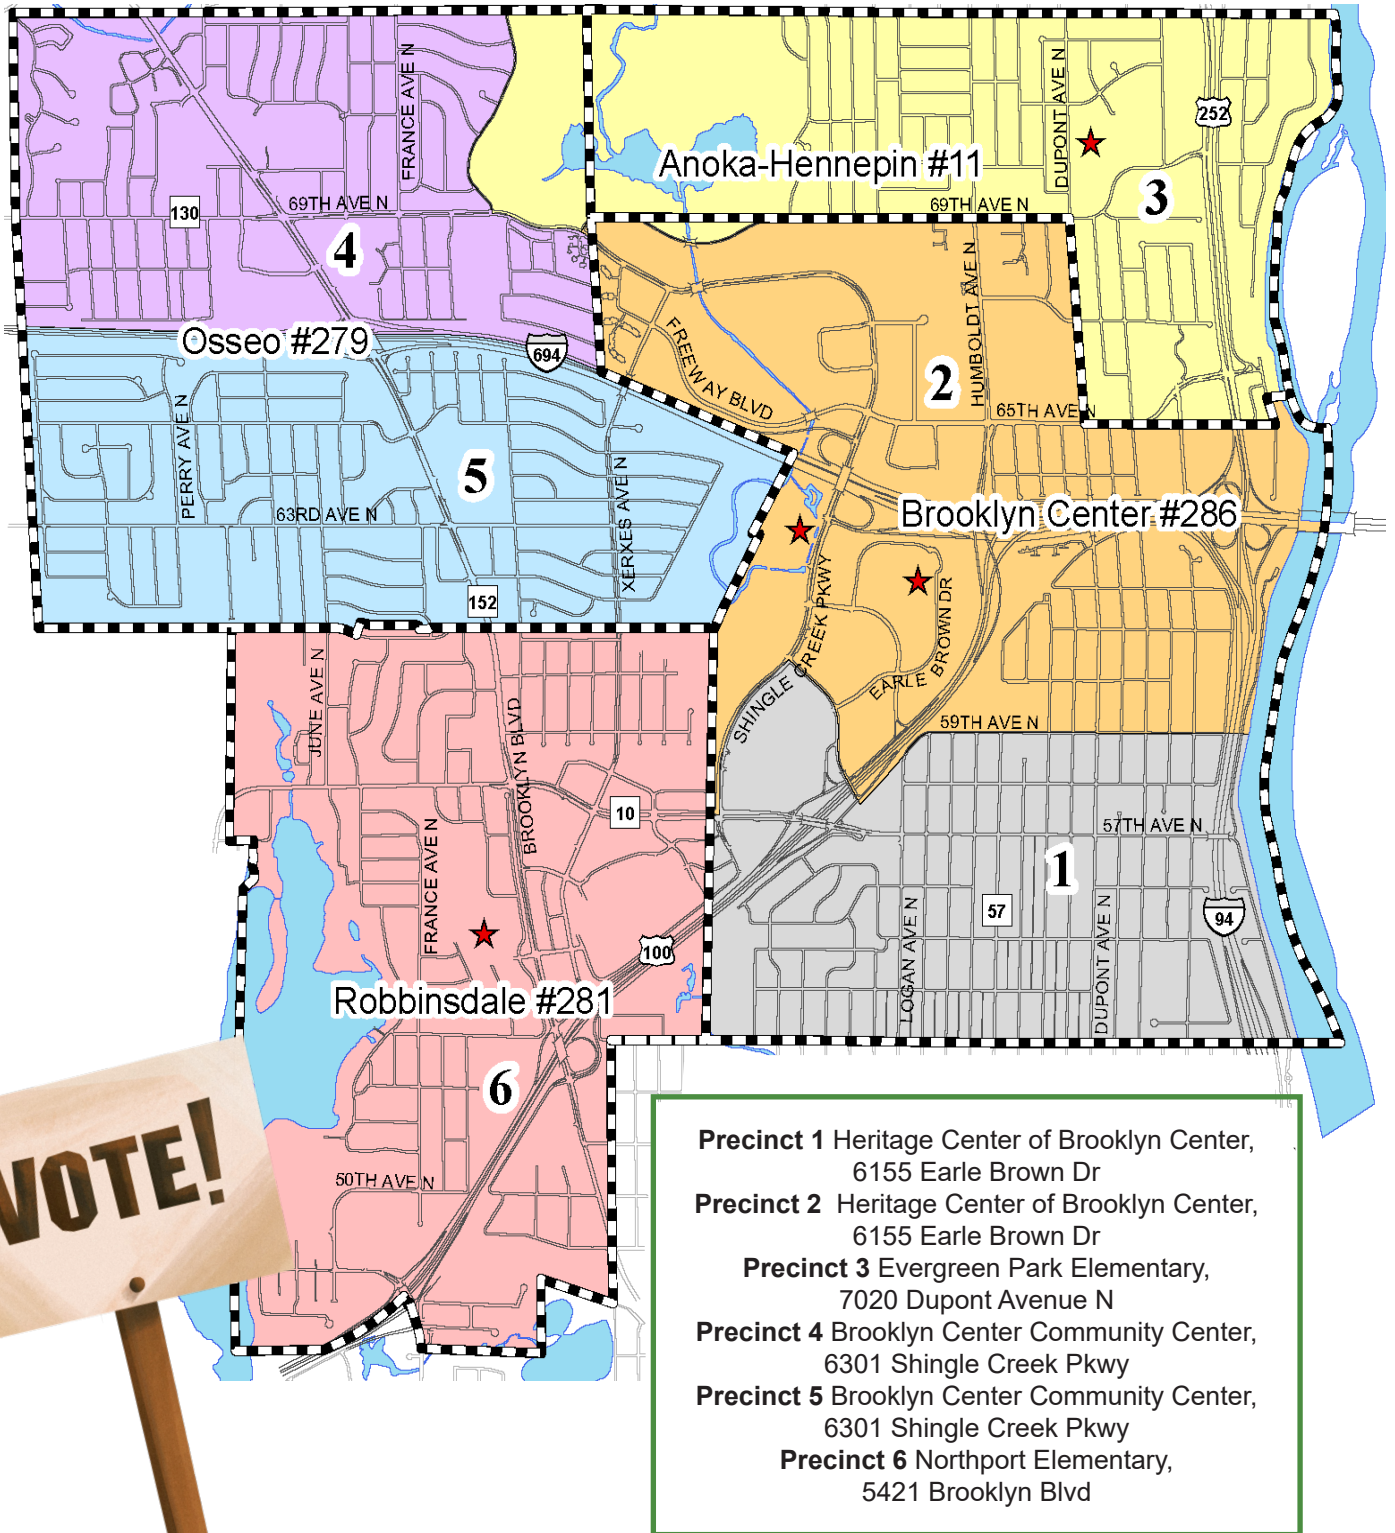 FRANCE AVE N
DUPONT AVE N
252
Anoka-Hennepin #11
130
69TH AVE N
69TH AVE N
3
4
HUMBOLDT AVE N
Osseo #279
694
FREEWAY BLVD
2
65TH AVE N
PERRY AVE N
5
XERXES AVE N
63RD AVE N
Brooklyn Center #286
152
SHINGLE CREEK PKWY
EARLE BROWN DR
JUNE AVE N
BROOKLYN BLVD
59TH AVE N
10
57TH AVE N
FRANCE AVE N
1
57
LOGAN AVE N
DUPONT AVE N
94
100
Robbinsdale #281
6
50TH AVE N
VOTE!
Precinct 1 Heritage Center of Brooklyn Center,
6155 Earle Brown Dr
Precinct 2 Heritage Center of Brooklyn Center,
6155 Earle Brown Dr
Precinct 3 Evergreen Park Elementary,
7020 Dupont Avenue N
Precinct 4 Brooklyn Center Community Center,
6301 Shingle Creek Pkwy
Precinct 5 Brooklyn Center Community Center,
6301 Shingle Creek Pkwy
Precinct 6 Northport Elementary,
5421 Brooklyn Blvd